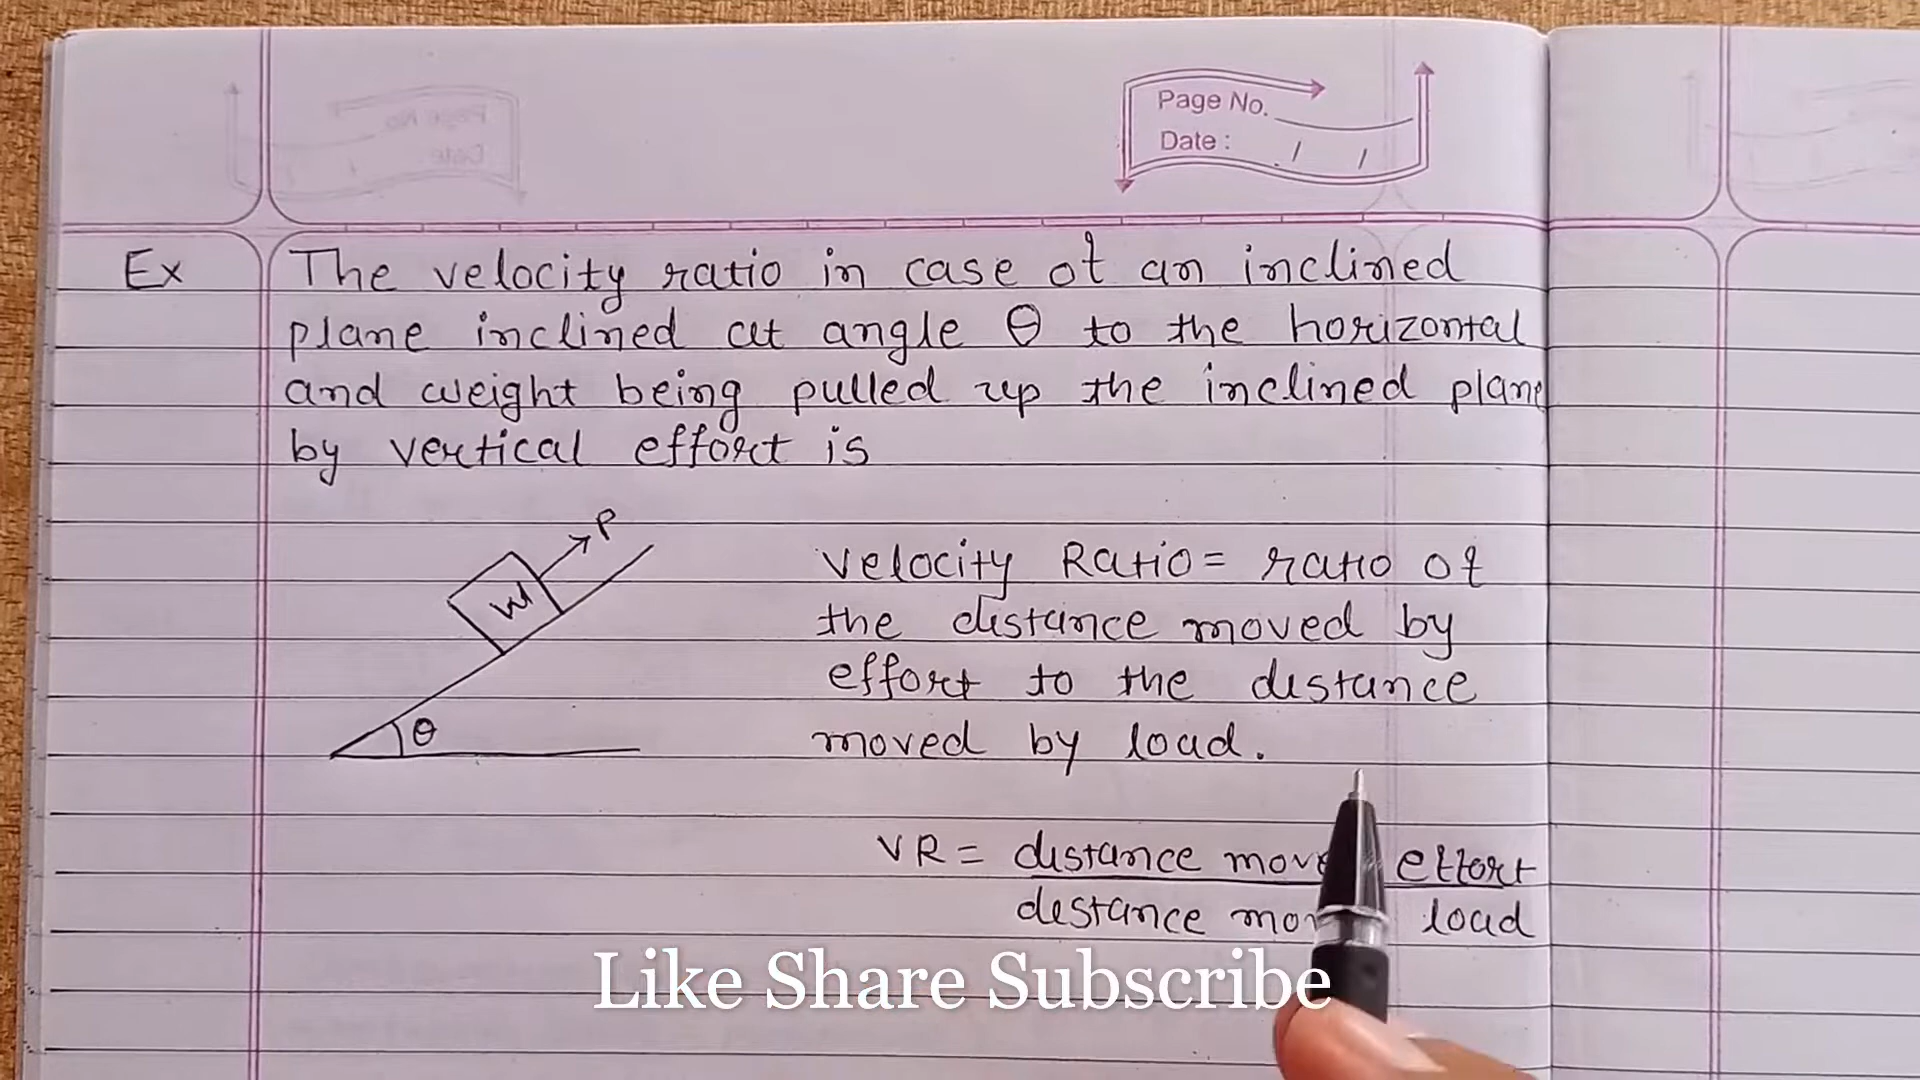 Page No.
Date : / /
Ex The velocity ratio in case of an inclined
plane inclined at angle θ to the horizontal
and weight being pulled up the inclined plane
by vertical effort is
P
W
θ
Velocity Ratio = ratio of
the distance moved by
effort to the distance
moved by load.
VR = distance effort
distance load
Like Share Subscribe